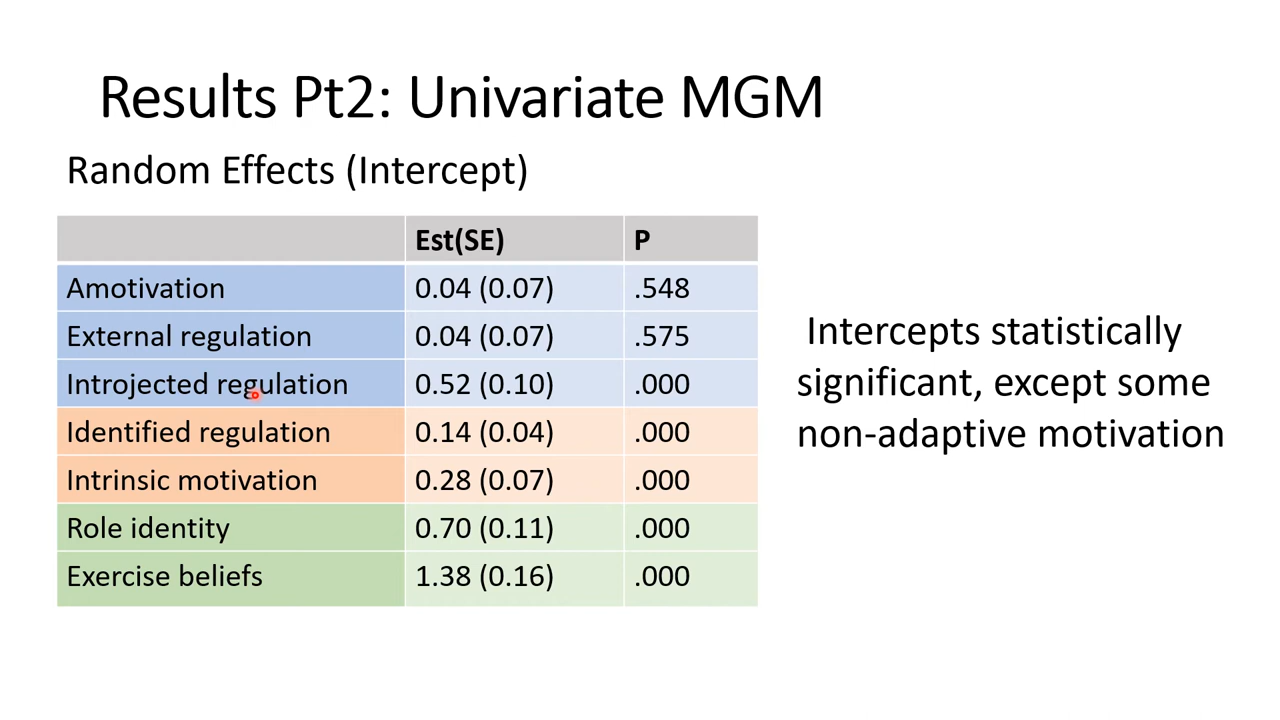 Results Pt2: Univariate MGM
Random Effects (Intercept)
Est(SE) P
Amotivation 0.04 (0.07) .548
External regulation 0.04 (0.07) .575
Introjected regulation 0.52 (0.10) .000
Identified regulation 0.14 (0.04) .000
Intrinsic motivation 0.28 (0.07) .000
Role identity 0.70 (0.11) .000
Exercise beliefs 1.38 (0.16) .000
Intercepts statistically
significant, except some
non-adaptive motivation